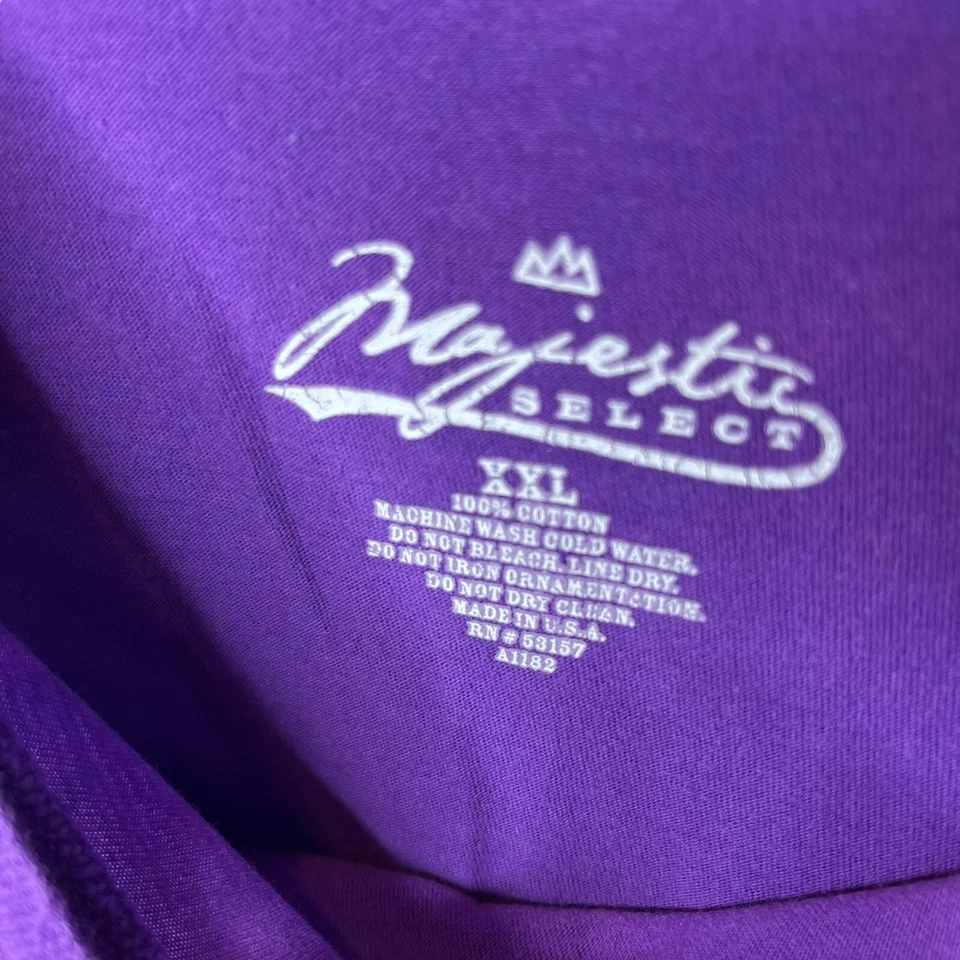 Majestic
SELECT
XXL
100% COTTON
MACHINE WASH COLD WATER.
DO NOT BLEACH. LINE DRY.
DO NOT IRON ORNAMENTATION.
DO NOT DRY CLEAN.
MADE IN U.S.A.
RN # 53157
A1182